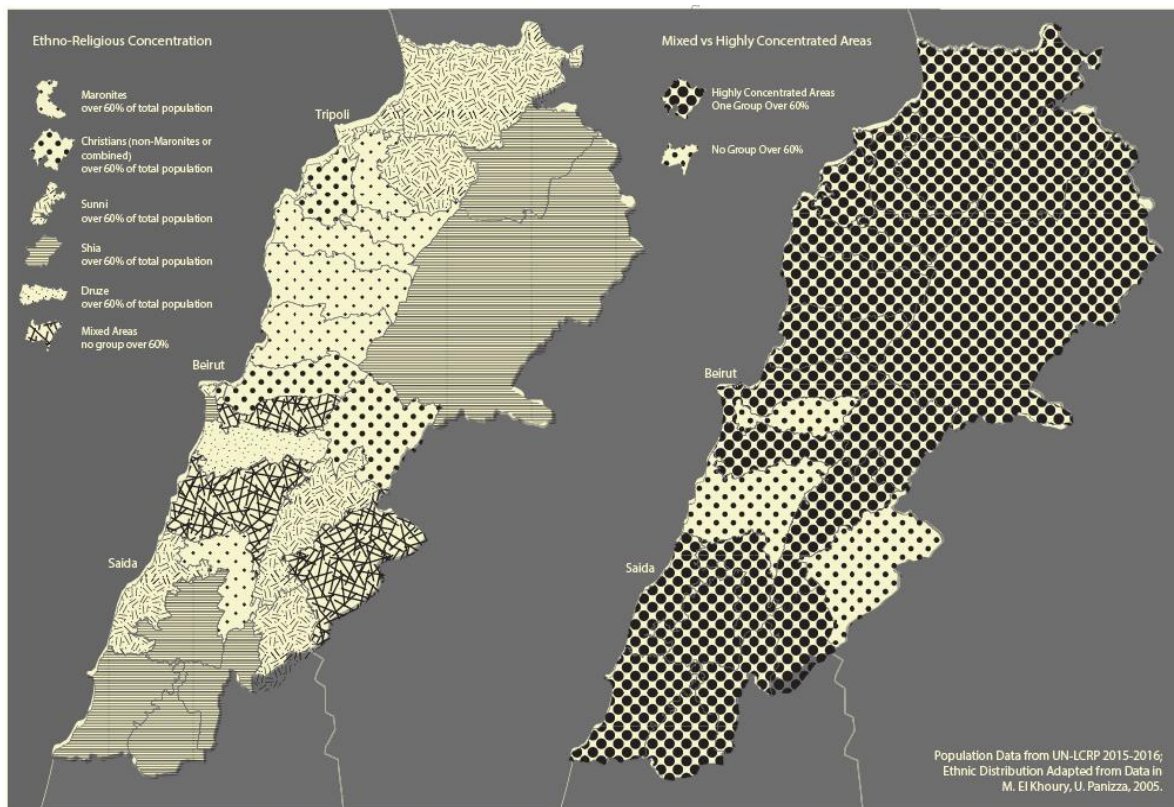 Ethno-Religious Concentration
Maronites
over 60% of total population
Christians (non-Maronites or
combined)
over 60% of total population
Sunni
over 60% of total population
Shia
over 60% of total population
Druze
over 60% of total population
Mixed Areas
no group over 60%
Tripoli
Beirut
Saida
Mixed vs Highly Concentrated Areas
Highly Concentrated Areas
One Group Over 60%
No Group Over 60%
Beirut
Saida
Population Data from UN-LCRP 2015-2016;
Ethnic Distribution Adapted from Data in
M. El Khoury, U. Panizza, 2005.